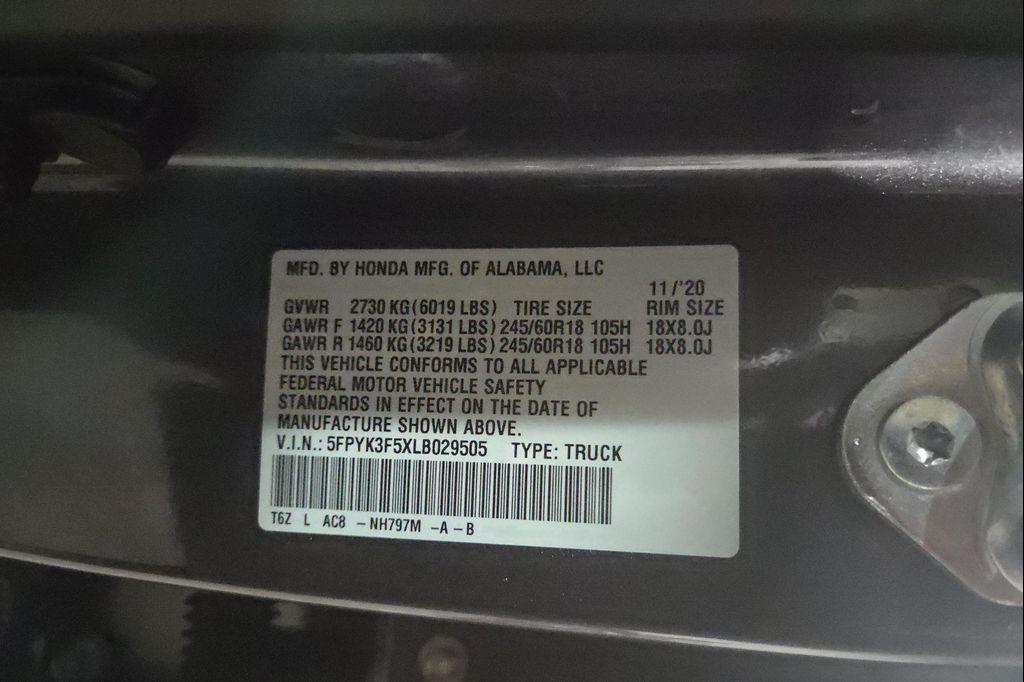 MFD. BY HONDA MFG. OF ALABAMA, LLC
11/'20
GVWR 2730 KG(6019 LBS) TIRE SIZE RIM SIZE
GAWR F 1420 KG(3131 LBS) 245/60R18 105H 18X8.0J
GAWR R 1460 KG(3219 LBS) 245/60R18 105H 18X8.0J
THIS VEHICLE CONFORMS TO ALL APPLICABLE
FEDERAL MOTOR VEHICLE SAFETY
STANDARDS IN EFFECT ON THE DATE OF
MANUFACTURE SHOWN ABOVE.
V.I.N.: 5FPYK3F5XLB029505 TYPE: TRUCK
T6Z L AC8 -NH797M -A-B